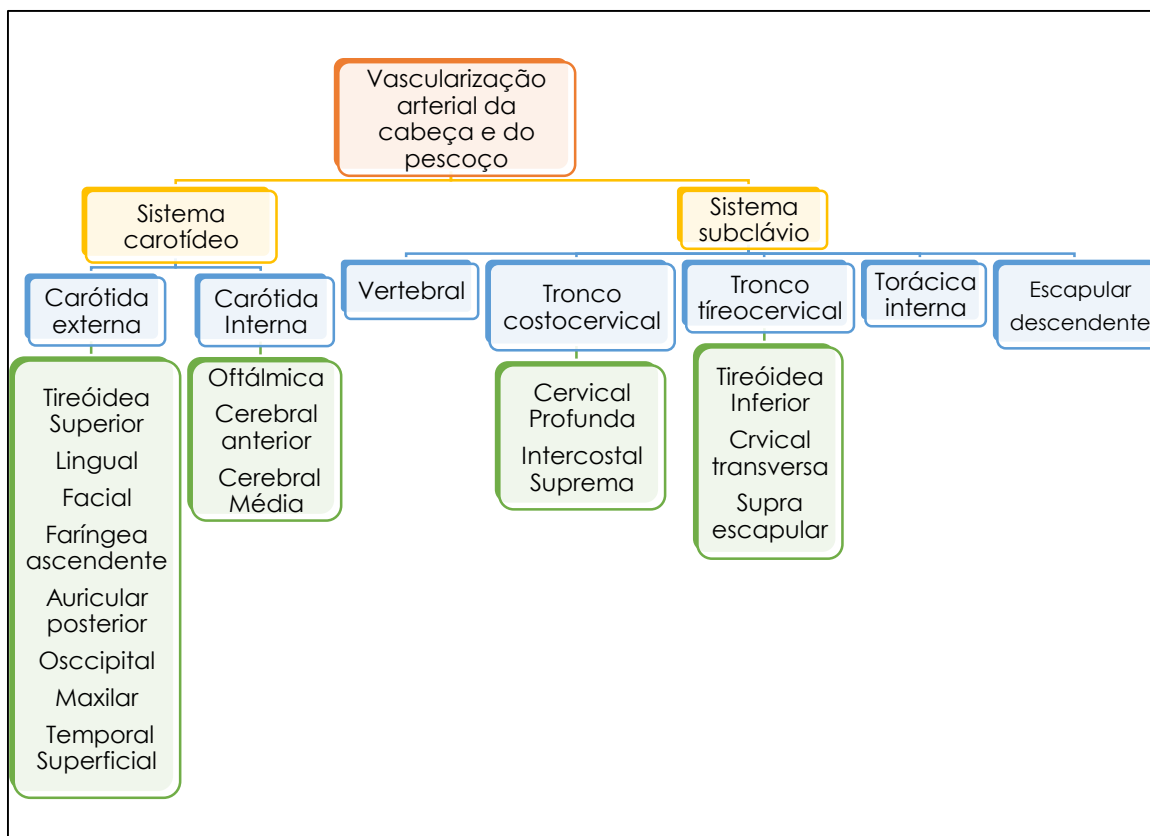 Vascularização
arterial da
cabeça e do
pescoço
Sistema
carotídeo
Sistema
subclávio
Carótida
externa
Carótida
Interna
Vertebral
Tronco
costocervical
Tronco
tíreocervical
Torácica
interna
Escapular
descendente
Tireóidea
Superior
Lingual
Facial
Faríngea
ascendente
Auricular
posterior
Osccipital
Maxilar
Temporal
Superficial
Oftálmica
Cerebral
anterior
Cerebral
Média
Cervical
Profunda
Intercostal
Suprema
Tireóidea
Inferior
Crvical
transversa
Supra
escapular